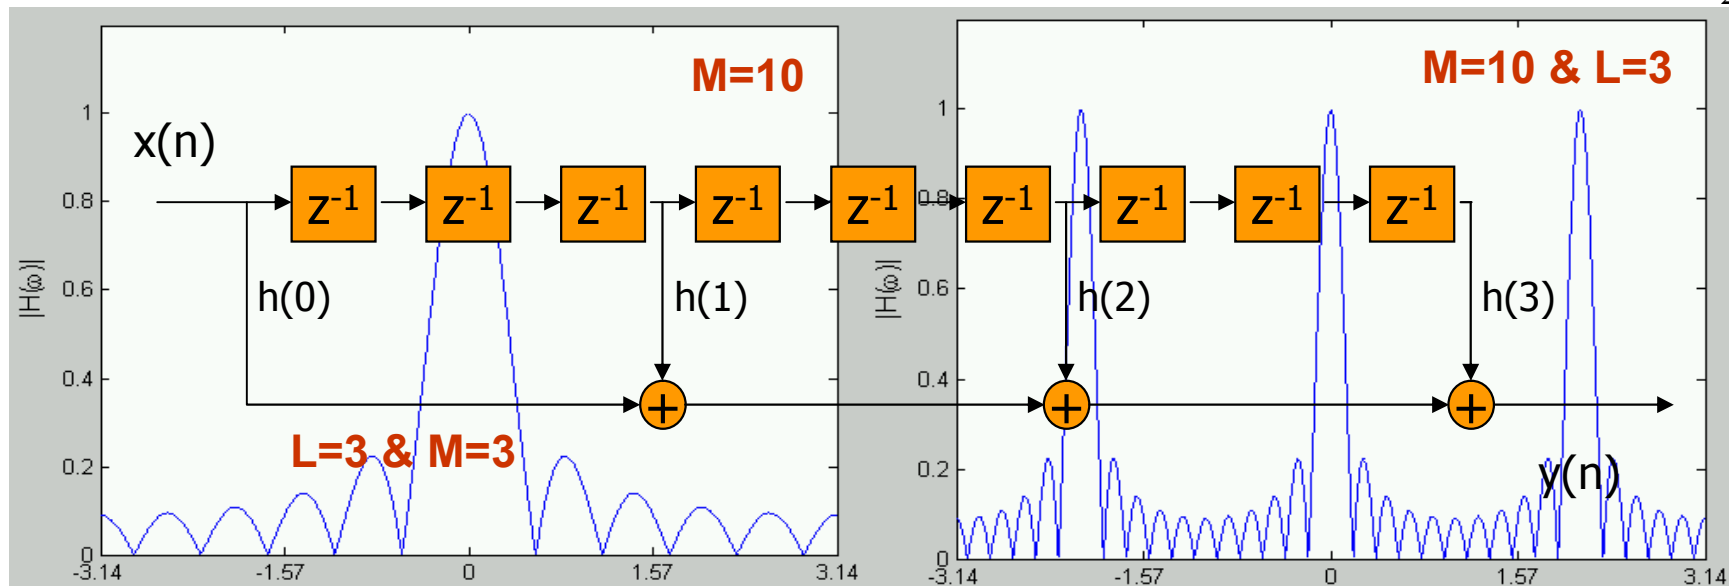 M=10
M=10 & L=3
x(n)
z-1 z-1 z-1 z-1 z-1 z-1 z-1 z-1 z-1
h(0) h(1) h(2) h(3)
+ + +
L=3 & M=3
y(n)
|H(ω)|
1
0.8
0.6
0.4
0.2
0
-3.14 -1.57 0 1.57 3.14
|H(ω)|
1
0.8
0.6
0.4
0.2
0
-3.14 -1.57 0 1.57 3.14